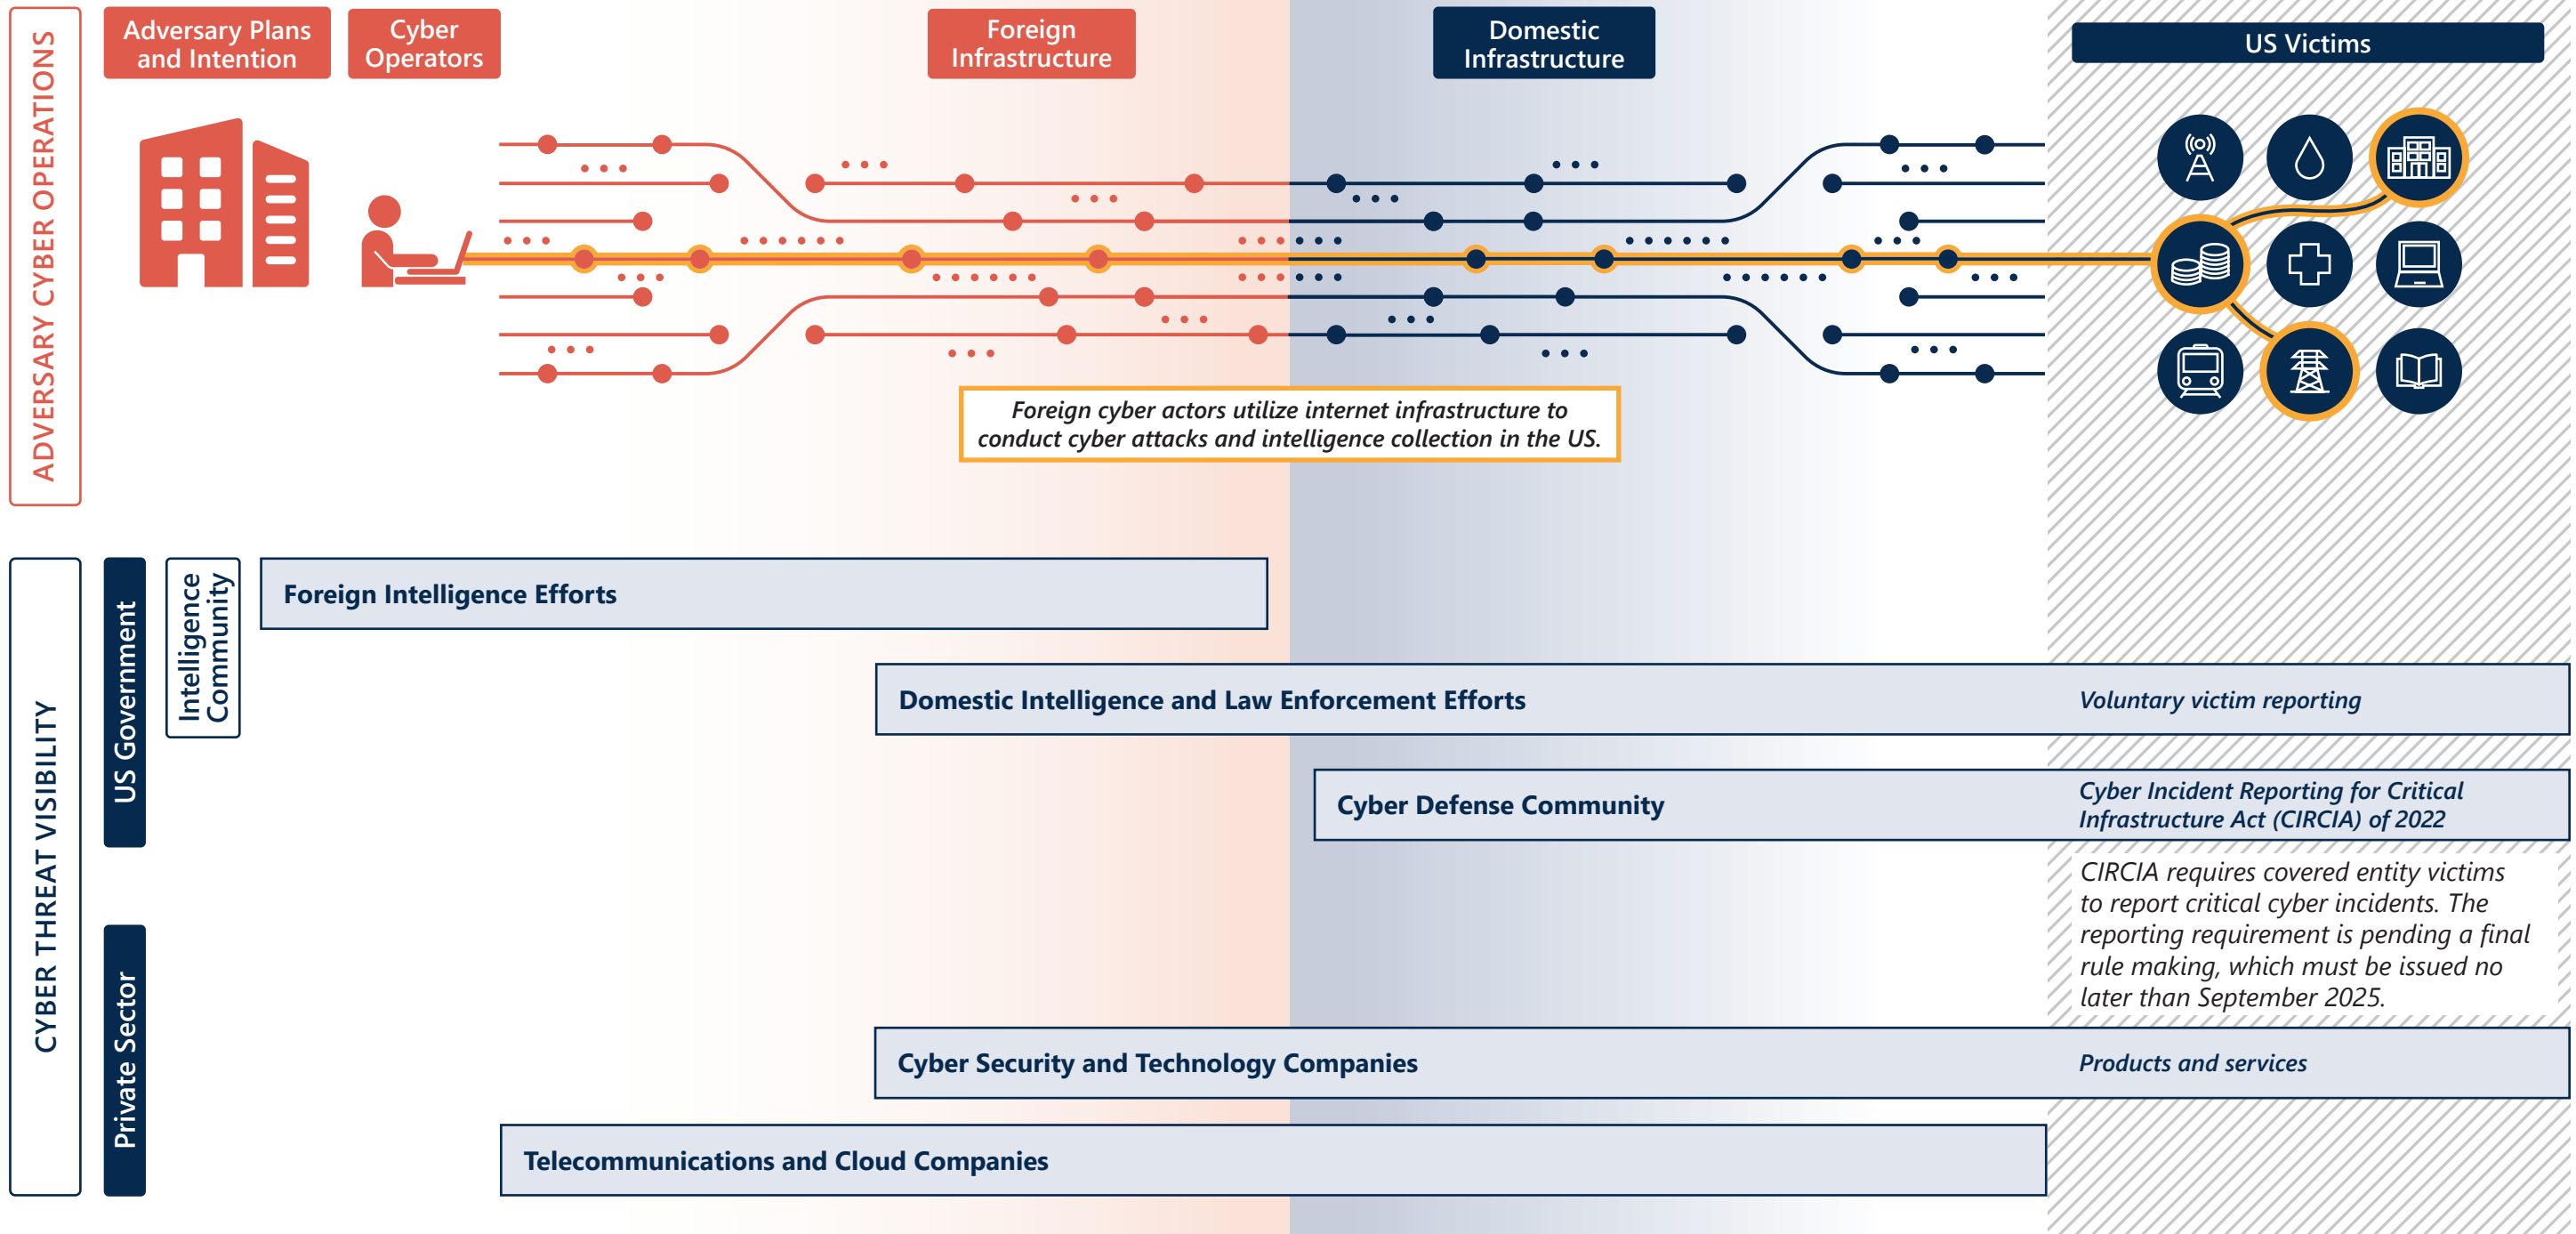 ADVERSARY CYBER OPERATIONS
Adversary Plans
and Intention
Cyber
Operators
Foreign
Infrastructure
Domestic
Infrastructure
US Victims
Foreign cyber actors utilize internet infrastructure to
conduct cyber attacks and intelligence collection in the US.
CYBER THREAT VISIBILITY
US Government
Intelligence
Community
Foreign Intelligence Efforts
Domestic Intelligence and Law Enforcement Efforts
Voluntary victim reporting
Cyber Defense Community
Cyber Incident Reporting for Critical
Infrastructure Act (CIRCIA) of 2022
CIRCIA requires covered entity victims
to report critical cyber incidents. The
reporting requirement is pending a final
rule making, which must be issued no
later than September 2025.
Private Sector
Cyber Security and Technology Companies
Products and services
Telecommunications and Cloud Companies